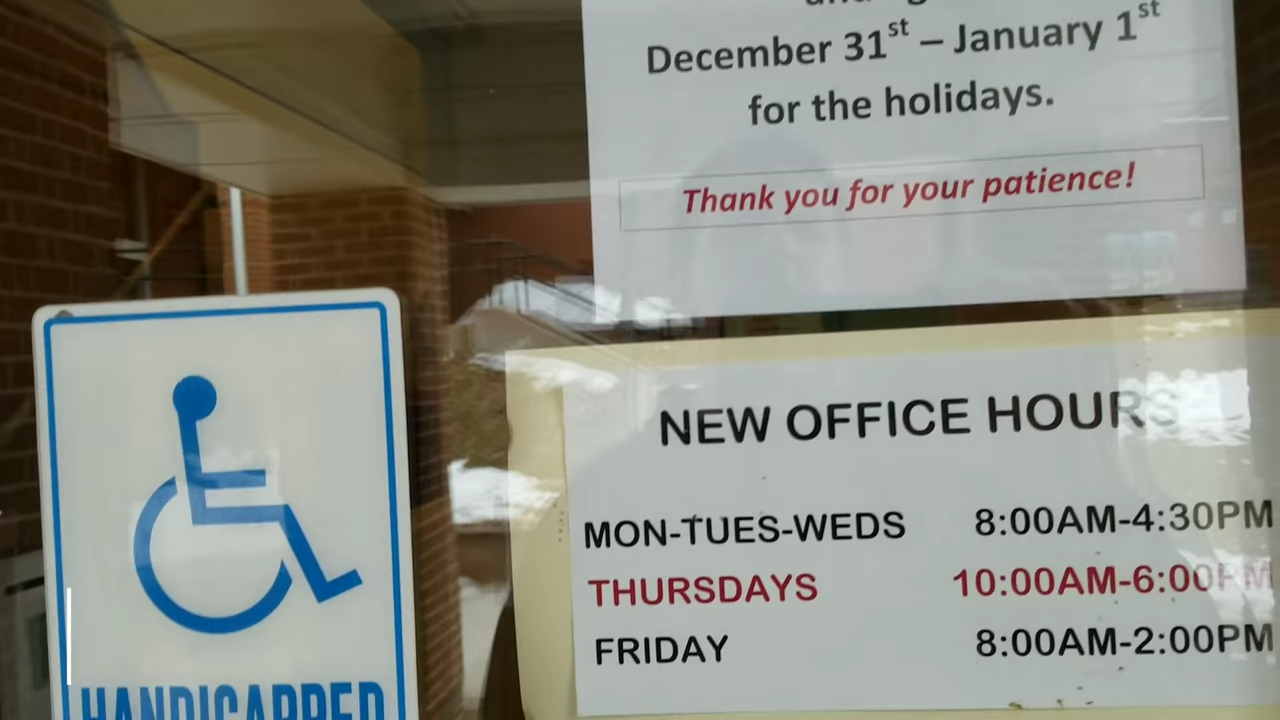 December 31st – January 1st
for the holidays.
Thank you for your patience!
NEW OFFICE HOURS
MON-TUES-WEDS 8:00AM-4:30PM
THURSDAYS 10:00AM-6:00PM
FRIDAY 8:00AM-2:00PM
HANDICAPPED